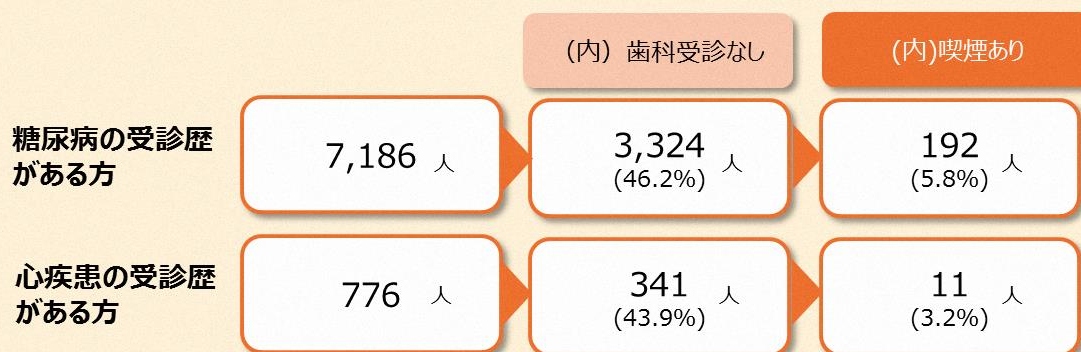 (内) 歯科受診なし
(内)喫煙あり
糖尿病の受診歴
がある方
7,186 人
3,324 人
(46.2%)
192 人
(5.8%)
心疾患の受診歴
がある方
776 人
341 人
(43.9%)
11 人
(3.2%)